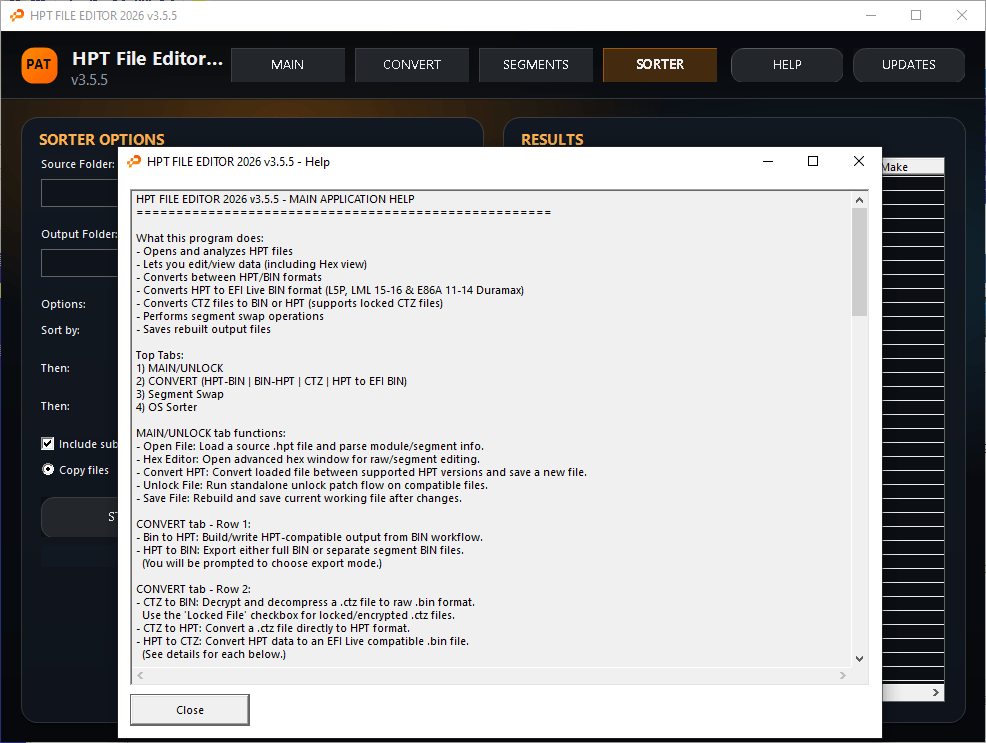 HPT FILE EDITOR 2026 v3.5.5
PAT
HPT File Editor...
v3.5.5
MAIN
CONVERT
SEGMENTS
SORTER
HELP
UPDATES
SORTER OPTIONS
Source Folder:
Output Folder:
Options:
Sort by:
Then:
Then:
Include sub
Copy files
ST
RESULTS
Make
HPT FILE EDITOR 2026 v3.5.5 - Help
HPT FILE EDITOR 2026 v3.5.5 - MAIN APPLICATION HELP
====================================================
What this program does:
- Opens and analyzes HPT files
- Lets you edit/view data (including Hex view)
- Converts between HPT/BIN formats
- Converts HPT to EFI Live BIN format (L5P, LML 15-16 & E86A 11-14 Duramax)
- Converts CTZ files to BIN or HPT (supports locked CTZ files)
- Performs segment swap operations
- Saves rebuilt output files
Top Tabs:
1) MAIN/UNLOCK
2) CONVERT (HPT-BIN | BIN-HPT | CTZ | HPT to EFI BIN)
3) Segment Swap
4) OS Sorter
MAIN/UNLOCK tab functions:
- Open File: Load a source .hpt file and parse module/segment info.
- Hex Editor: Open advanced hex window for raw/segment editing.
- Convert HPT: Convert loaded file between supported HPT versions and save a new file.
- Unlock File: Run standalone unlock patch flow on compatible files.
- Save File: Rebuild and save current working file after changes.
CONVERT tab - Row 1:
- Bin to HPT: Build/write HPT-compatible output from BIN workflow.
- HPT to BIN: Export either full BIN or separate segment BIN files.
(You will be prompted to choose export mode.)
CONVERT tab - Row 2:
- CTZ to BIN: Decrypt and decompress a .ctz file to raw .bin format.
Use the 'Locked File' checkbox for locked/encrypted .ctz files.
- CTZ to HPT: Convert a .ctz file directly to HPT format.
- HPT to CTZ: Convert HPT data to an EFI Live compatible .bin file.
(See details for each below.)
Close